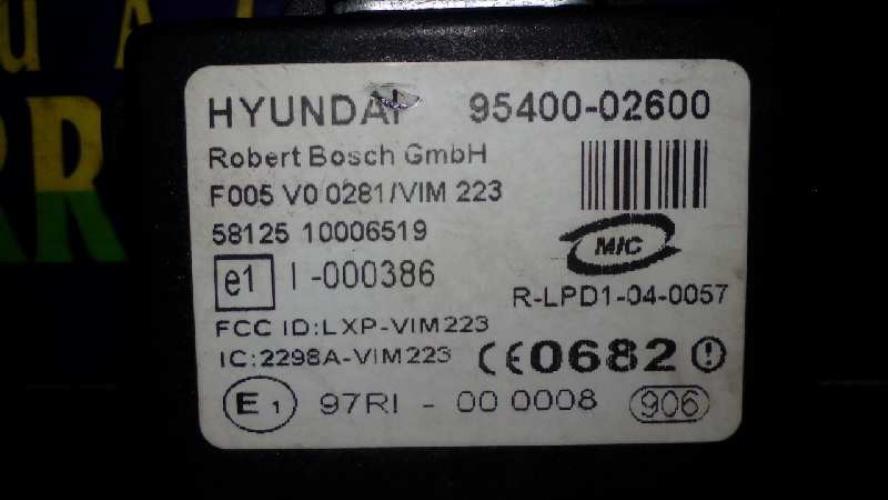 HYUNDAI 95400-02600
Robert Bosch GmbH
F005 V0 0281/VIM 223
58125 10006519
MIC
e1 I-000386
R-LPD1-04-0057
FCC ID:LXP-VIM223
IC:2298A-VIM223 CE0682
E1 97RI - 00 0008 906